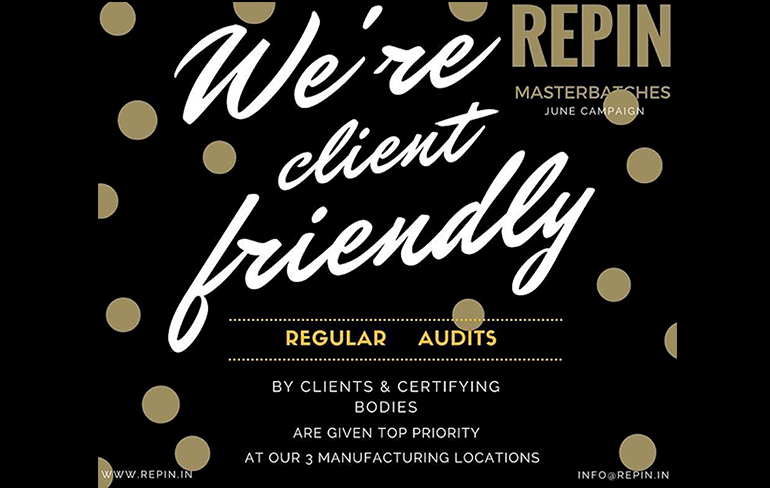 We're
client
friendly
REPIN
MASTERBATCHES
JUNE CAMPAIGN
REGULAR AUDITS
BY CLIENTS & CERTIFYING
BODIES
ARE GIVEN TOP PRIORITY
AT OUR 3 MANUFACTURING LOCATIONS
WWW.REPIN.IN
INFO@REPIN.IN